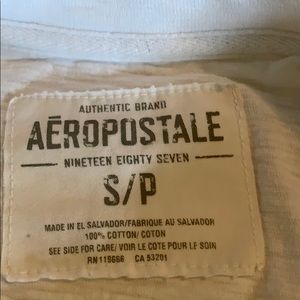 AUTHENTIC BRAND
AÉROPOSTALE
NINETEEN EIGHTY SEVEN
S/P
MADE IN EL SALVADOR/FABRIQUE AU SALVADOR
100% COTTON/COTON
SEE SIDE FOR CARE/ VOIR LE COTE POUR LE SOIN
RN 119666 CA 53201